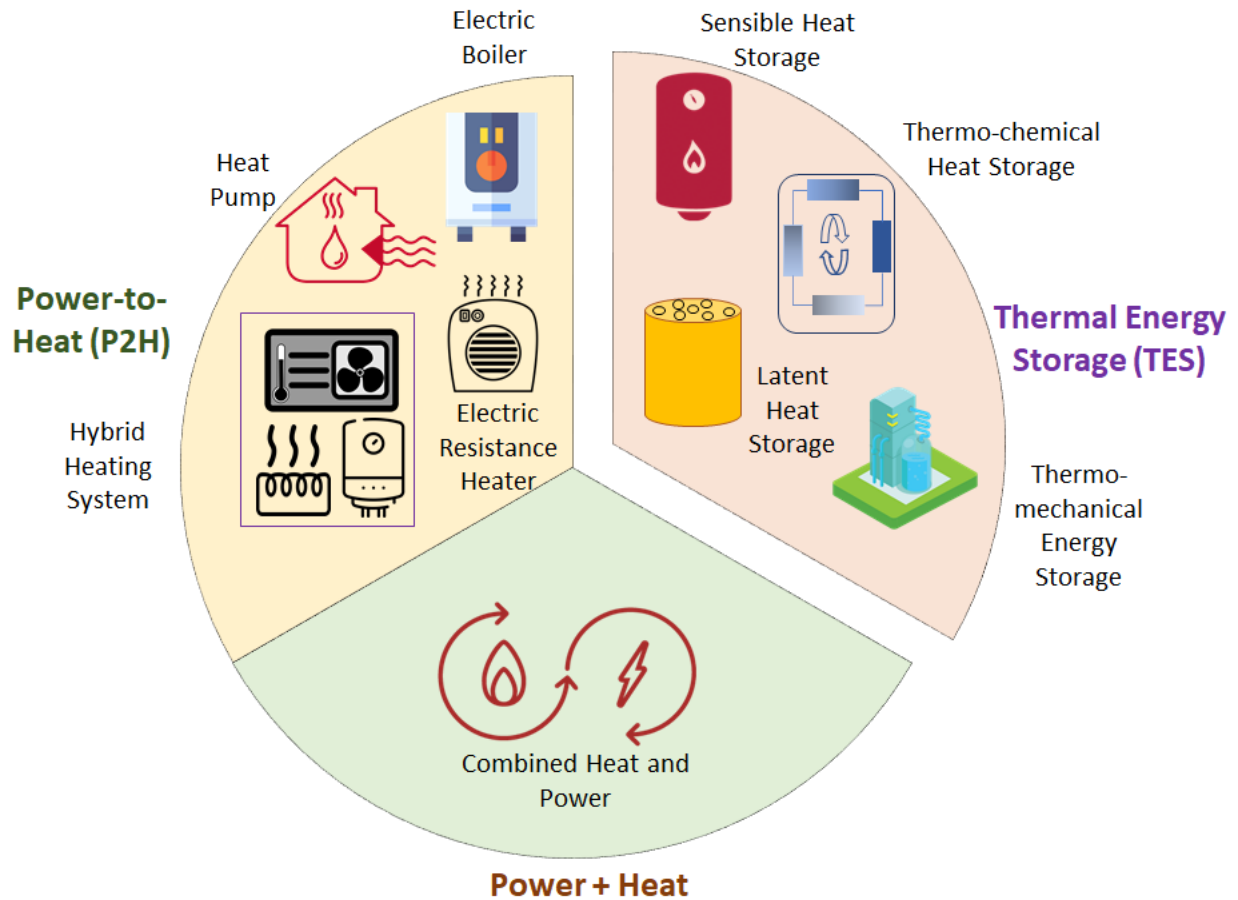 Electric
Boiler
Heat
Pump
Power-to-
Heat (P2H)
Hybrid
Heating
System
Electric
Resistance
Heater
Sensible Heat
Storage
Thermo-chemical
Heat Storage
Thermal Energy
Storage (TES)
Latent
Heat
Storage
Thermo-
mechanical
Energy
Storage
Combined Heat and
Power
Power + Heat